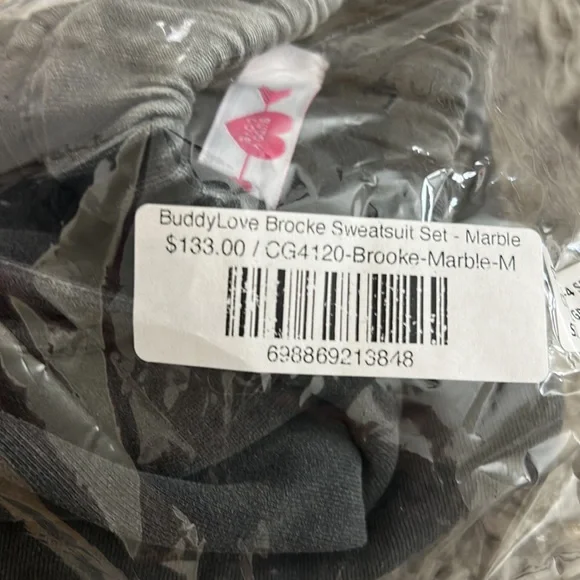 BuddyLove Brocke Sweatsuit Set - Marble
$133.00 / CG4120-Brooke-Marble-M
698869213848